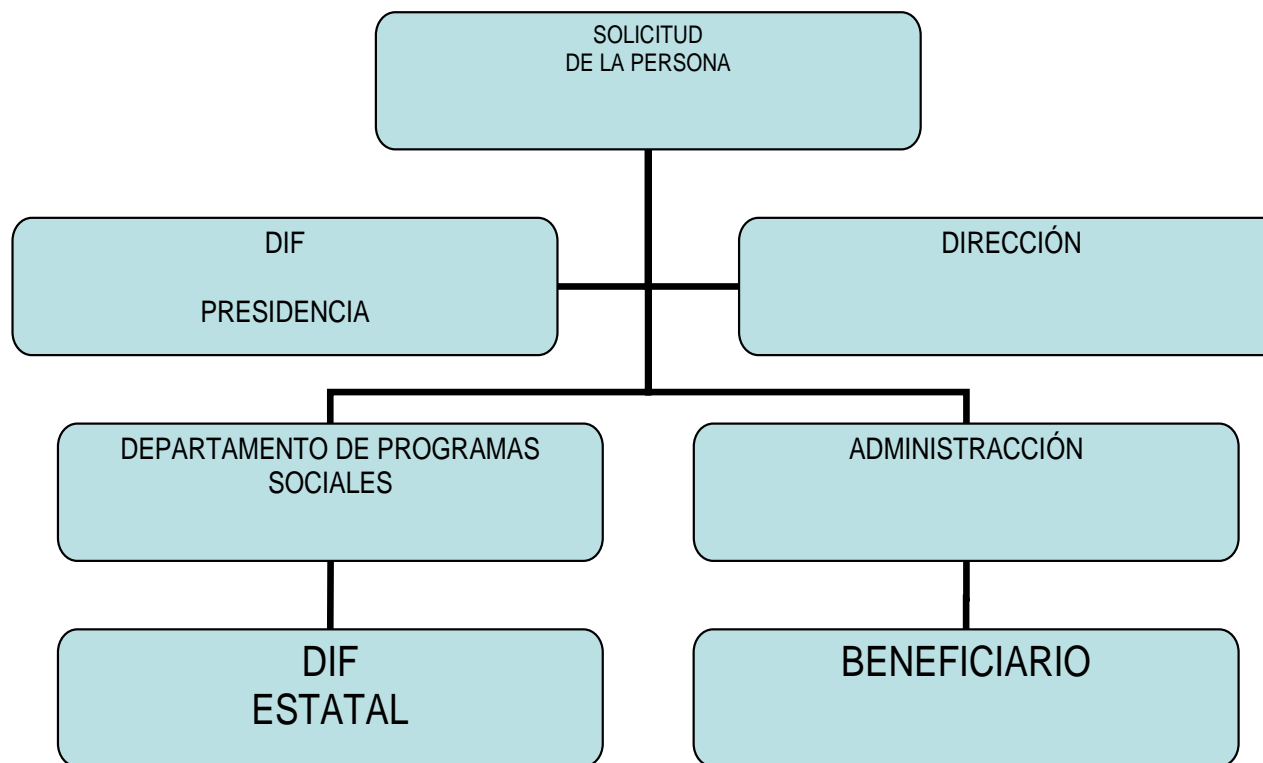 SOLICITUD
DE LA PERSONA
DIF
PRESIDENCIA
DIRECCIÓN
DEPARTAMENTO DE PROGRAMAS
SOCIALES
ADMINISTRACCIÓN
DIF
ESTATAL
BENEFICIARIO